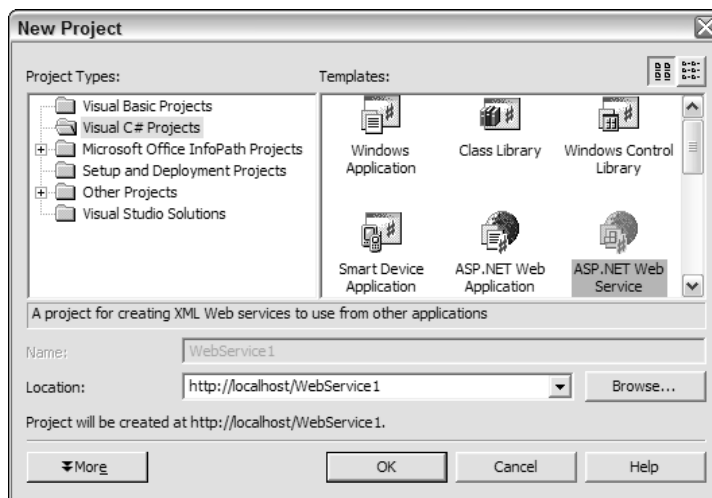 New Project
Project Types:
Templates:
Visual Basic Projects
Visual C# Projects
Microsoft Office InfoPath Projects
Setup and Deployment Projects
Other Projects
Visual Studio Solutions
Windows
Application
Class Library
Windows Control
Library
Smart Device
Application
ASP.NET Web
Application
ASP.NET Web
Service
A project for creating XML Web services to use from other applications
Name:
WebService1
Location:
http://localhost/WebService1
Browse...
Project will be created at http://localhost/WebService1.
More
OK
Cancel
Help